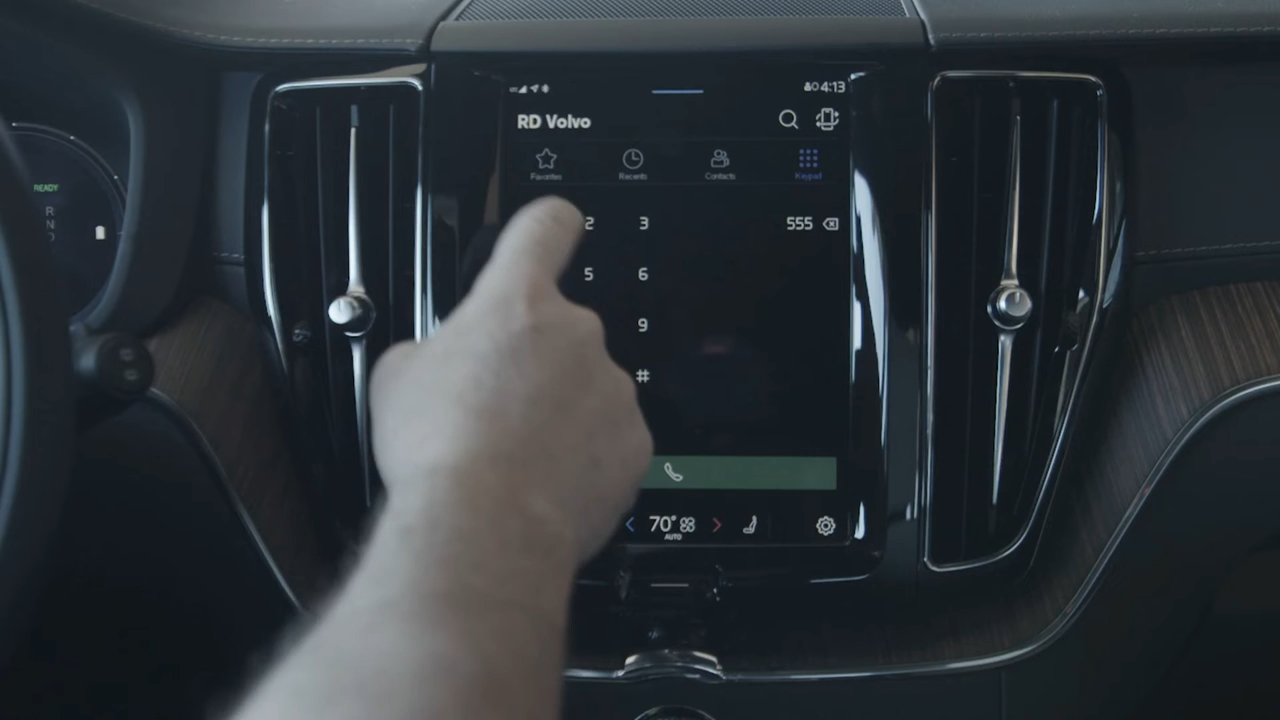 4:13
RD Volvo
Favorites Recents Contacts Keypad
READY
2 3 555
R
N
D
5 6
9
#
70°
AUTO